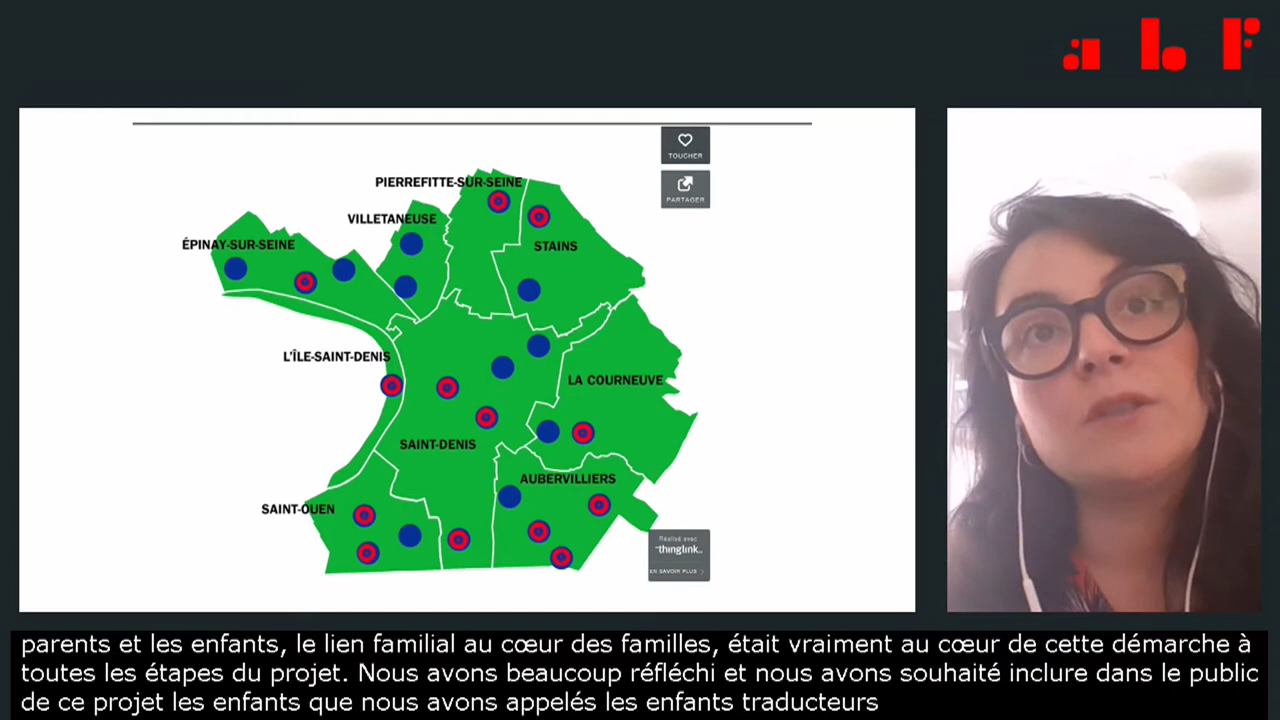 abf
TOUCHER
PARTAGER
PIERREFITTE-SUR-SEINE
VILLETANEUSE
ÉPINAY-SUR-SEINE
STAINS
L'ÎLE-SAINT-DENIS
LA COURNEUVE
SAINT-DENIS
AUBERVILLIERS
SAINT-OUEN
Réalisé avec
thinglink..
EN SAVOIR PLUS >
parents et les enfants, le lien familial au cœur des familles, était vraiment au cœur de cette démarche à
toutes les étapes du projet. Nous avons beaucoup réfléchi et nous avons souhaité inclure dans le public
de ce projet les enfants que nous avons appelés les enfants traducteurs